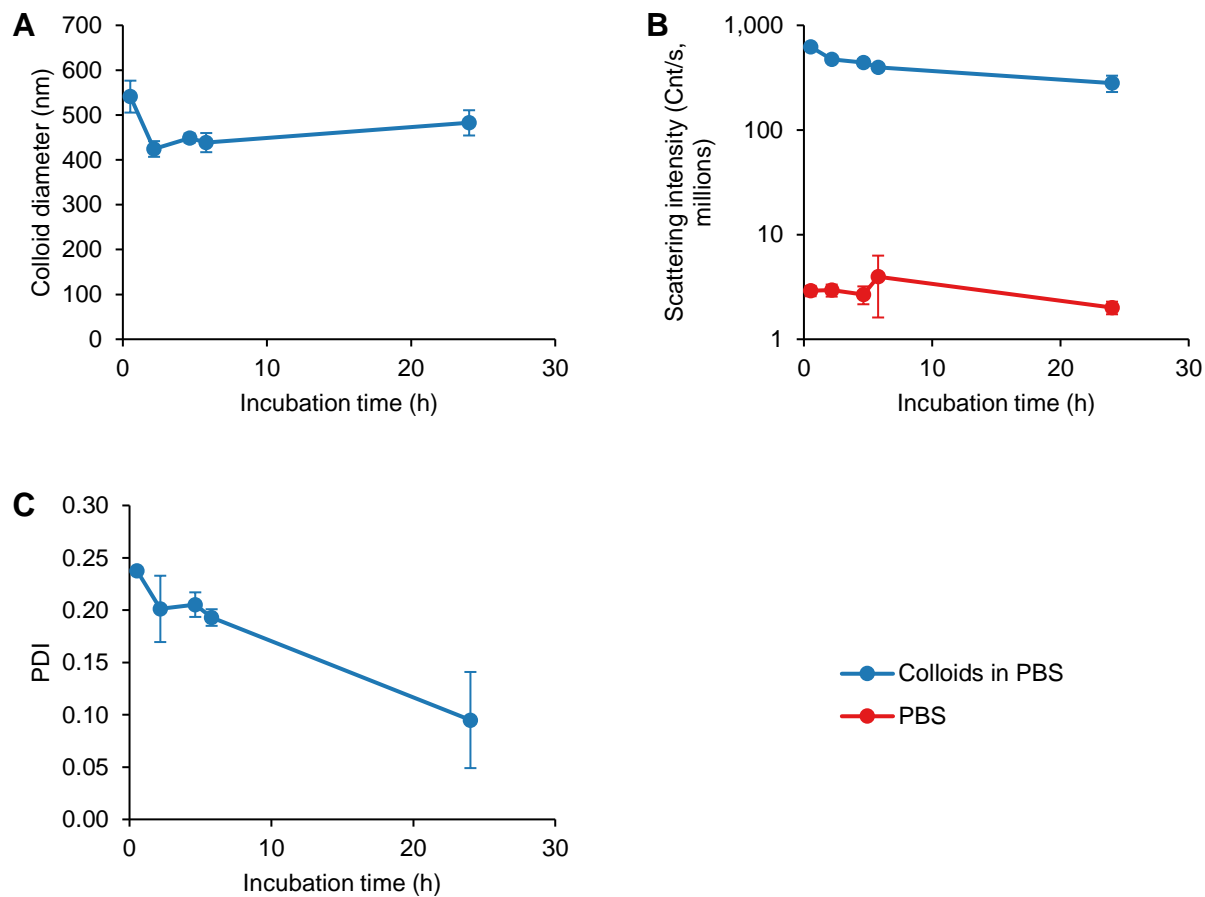 A
700
600
500
400
300
200
100
0
Colloid diameter (nm)
0 10 20 30
Incubation time (h)
B
1,000
100
10
1
Scattering intensity (Cnt/s,
millions)
0 10 20 30
Incubation time (h)
C
0.30
0.25
0.20
0.15
0.10
0.05
0.00
PDI
0 10 20 30
Incubation time (h)
Colloids in PBS
PBS